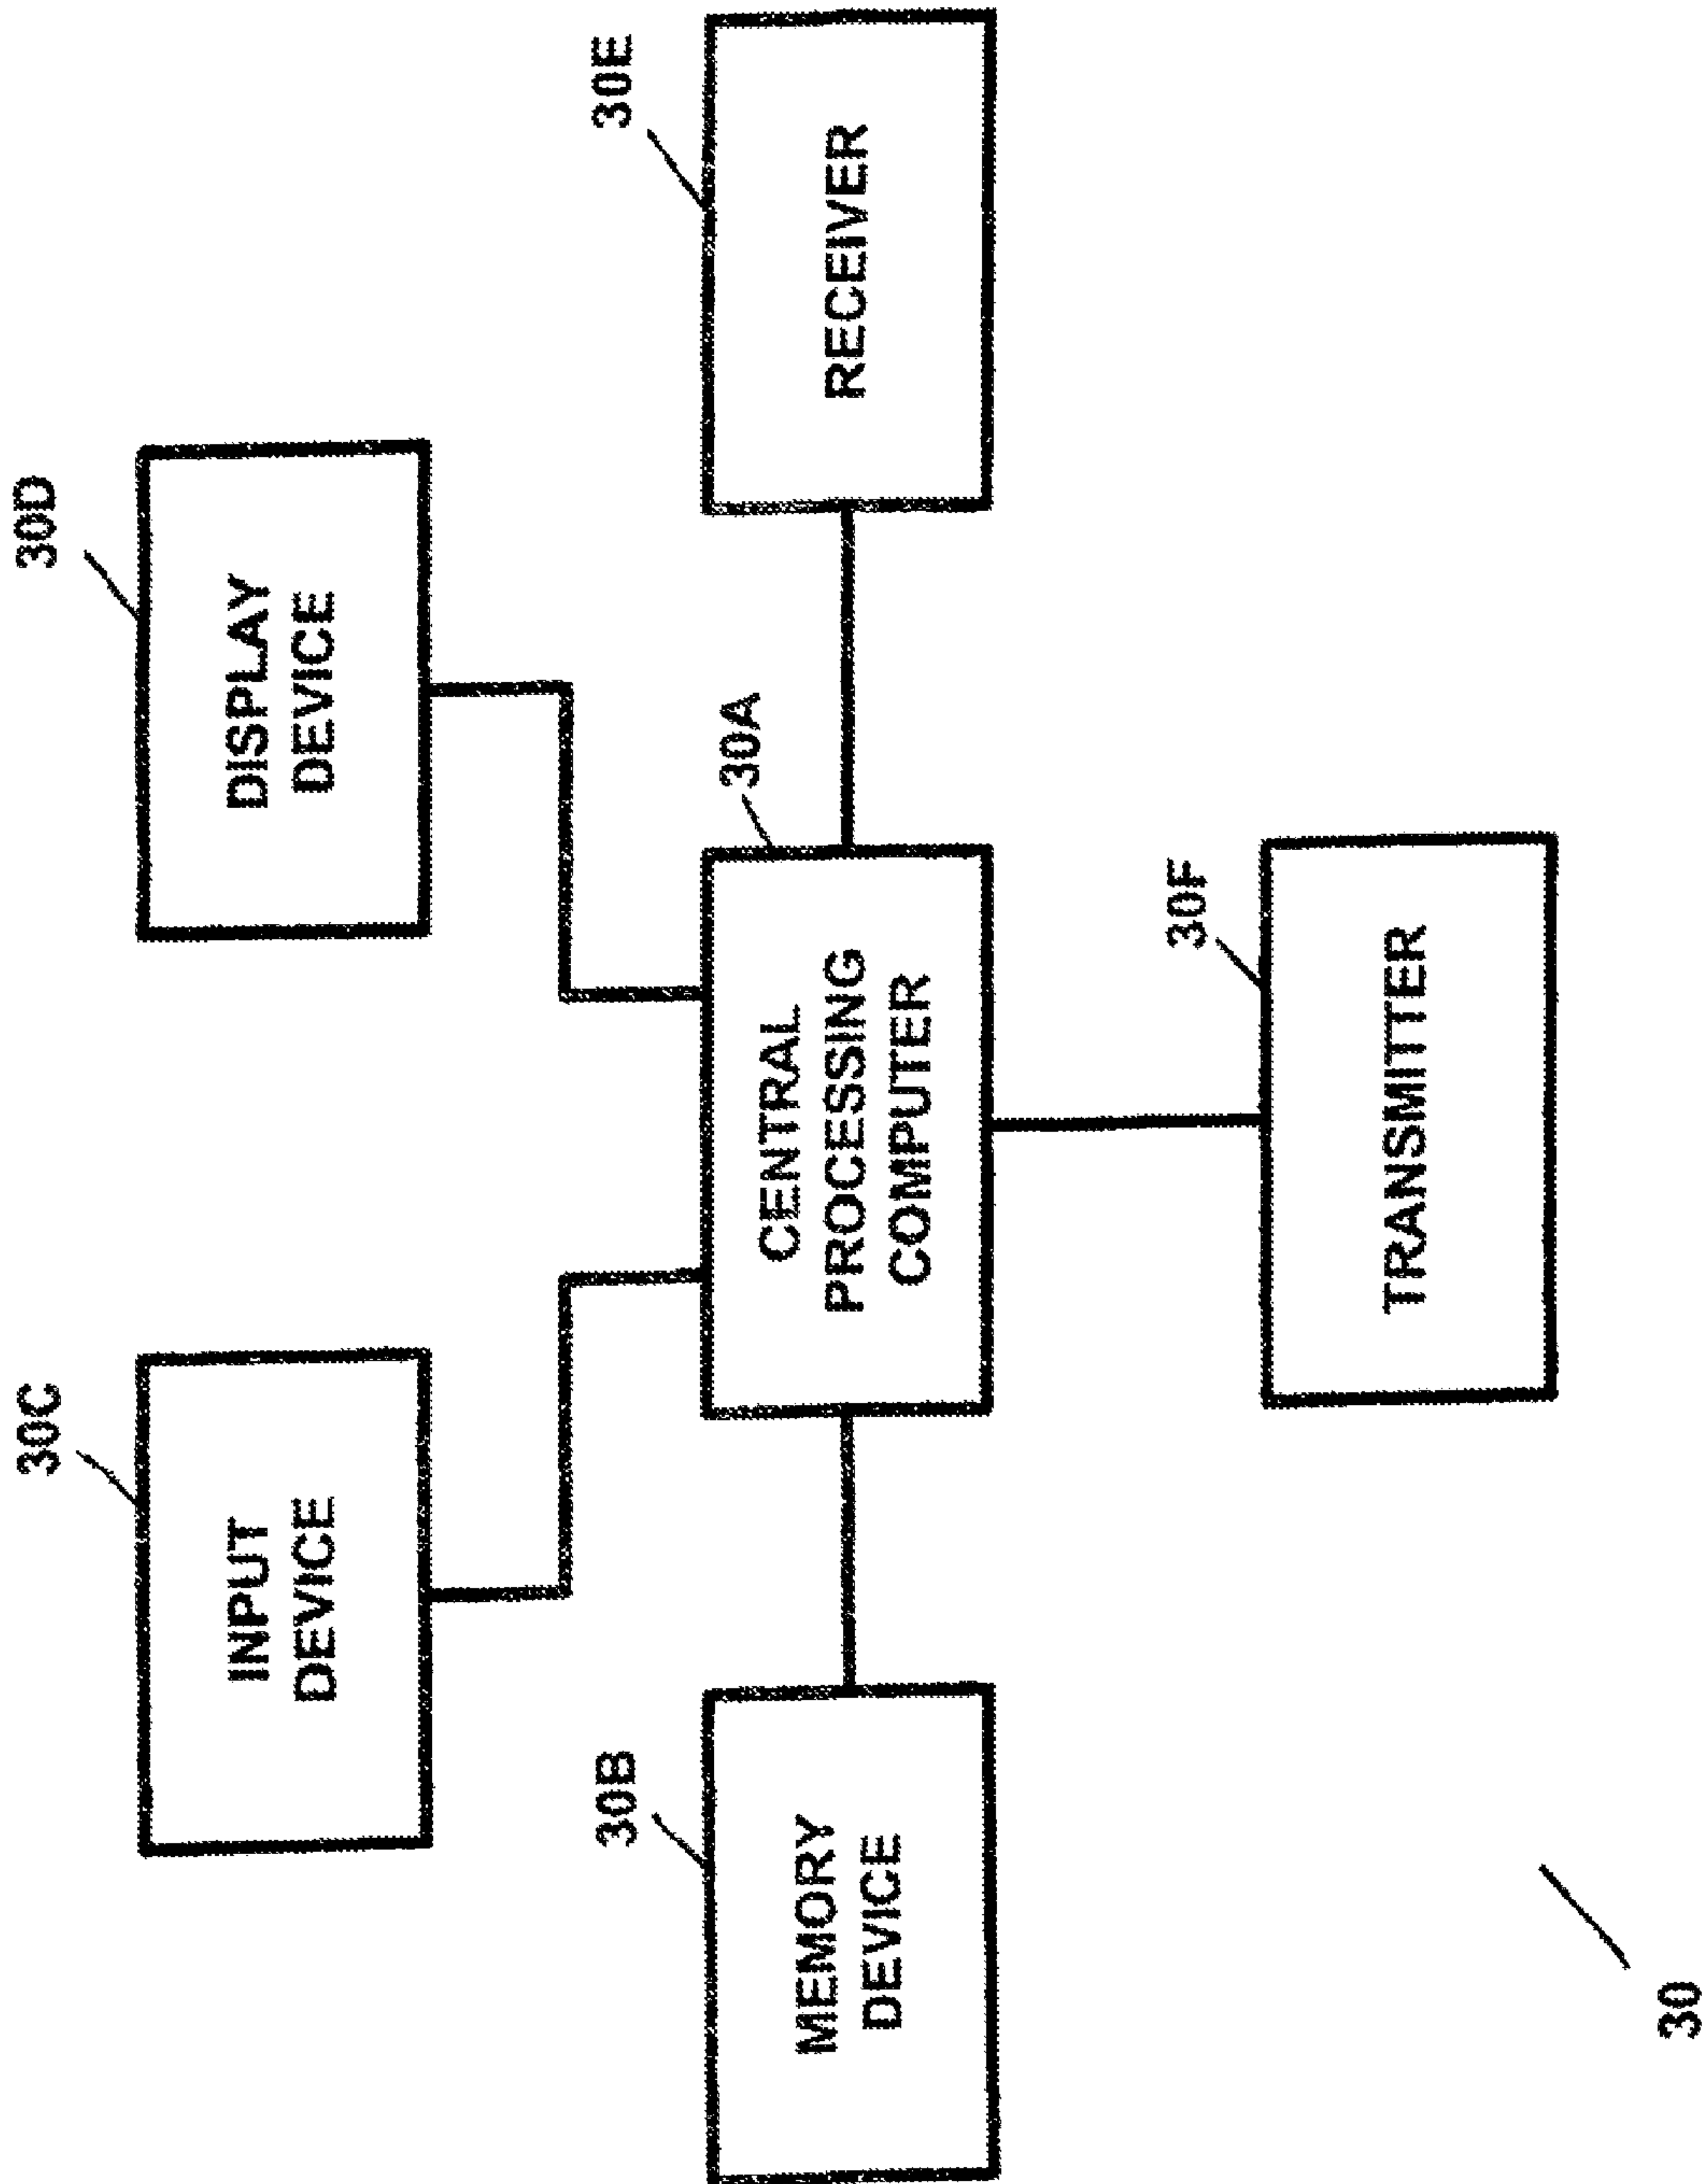 30C
INPUT
DEVICE
30D
DISPLAY
DEVICE
30B
MEMORY
DEVICE
30A
CENTRAL
PROCESSING
COMPUTER
30E
RECEIVER
30F
TRANSMITTER
30